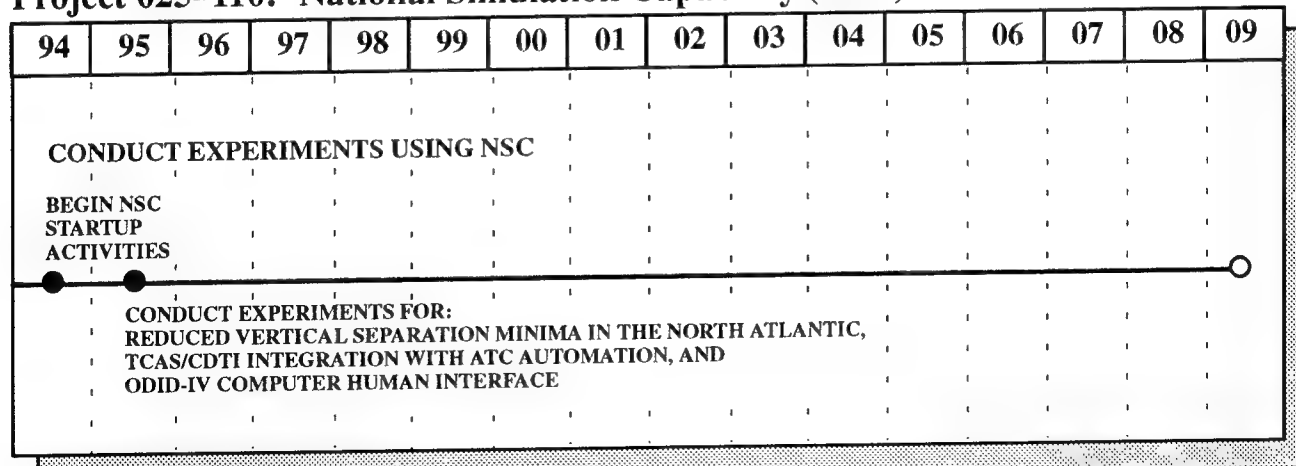 Project 025-110: National Simulation Capability
94 95 96 97 98 99 00 01 02 03 04 05 06 07 08 09
CONDUCT EXPERIMENTS USING NSC
BEGIN NSC
STARTUP
ACTIVITIES
CONDUCT EXPERIMENTS FOR:
REDUCED VERTICAL SEPARATION MINIMA IN THE NORTH ATLANTIC,
TCAS/CDTI INTEGRATION WITH ATC AUTOMATION, AND
ODID-IV COMPUTER HUMAN INTERFACE